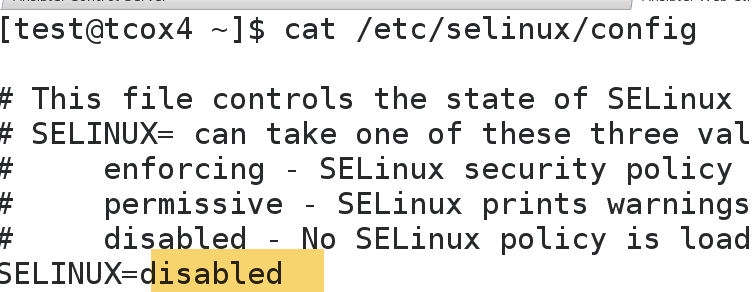 [test@tcox4 ~]$ cat /etc/selinux/config
# This file controls the state of SELinux
# SELINUX= can take one of these three val
# enforcing - SELinux security policy
# permissive - SELinux prints warnings
# disabled - No SELinux policy is load
SELINUX=disabled